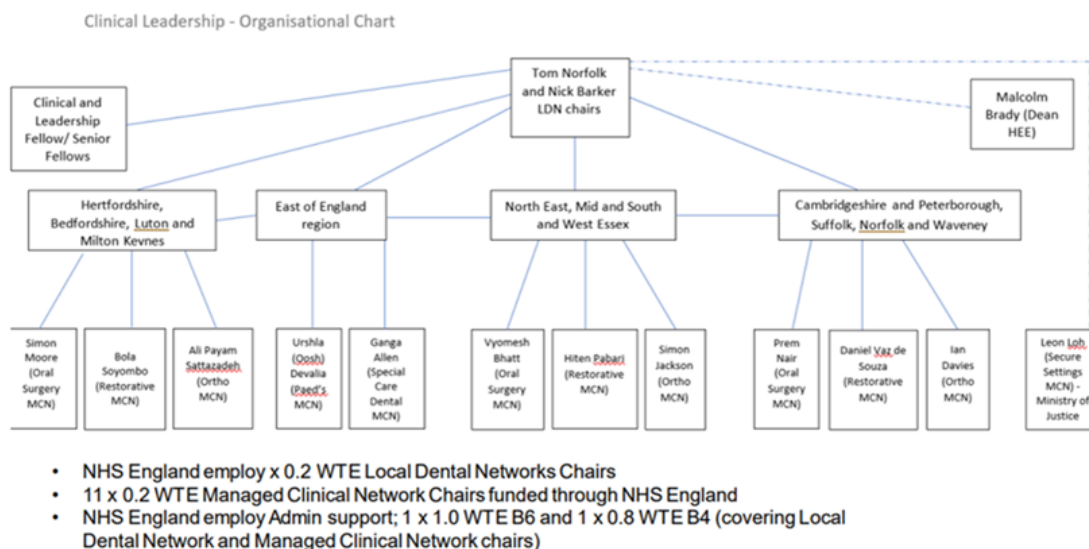 Clinical Leadership - Organisational Chart
Tom Norfolk
and Nick Barker
LDN chairs
Clinical and
Leadership
Fellow/ Senior
Fellows
Malcolm
Brady (Dean
HEE)
Hertfordshire,
Bedfordshire, Luton and
Milton Kevnes
East of England
region
North East, Mid and South
and West Essex
Cambridgeshire and Peterborough,
Suffolk, Norfolk and Waveney
Simon
Moore
(Oral
Surgery
MCN)
Bola
Soyombo
(Restorative
MCN)
Ali Payam
Sattazadeh
(Ortho
MCN)
Urshla
(Oosh)
Devalia
(Paed's
MCN)
Ganga
Allen
(Special
Care
Dental
MCN)
Vyomesh
Bhatt
(Oral
Surgery
MCN)
Hiten Pabari
(Restorative
MCN)
Simon
Jackson
(Ortho
MCN)
Prem
Nair
(Oral
Surgery
MCN)
Daniel Vaz de
Souza
(Restorative
MCN)
Ian
Davies
(Ortho
MCN)
Leon Loh
(Secure
Settings
MCN) -
Ministry of
Justice
• NHS England employ x 0.2 WTE Local Dental Networks Chairs
• 11 x 0.2 WTE Managed Clinical Network Chairs funded through NHS England
• NHS England employ Admin support; 1 x 1.0 WTE B6 and 1 x 0.8 WTE B4 (covering Local
Dental Network and Managed Clinical Network chairs)